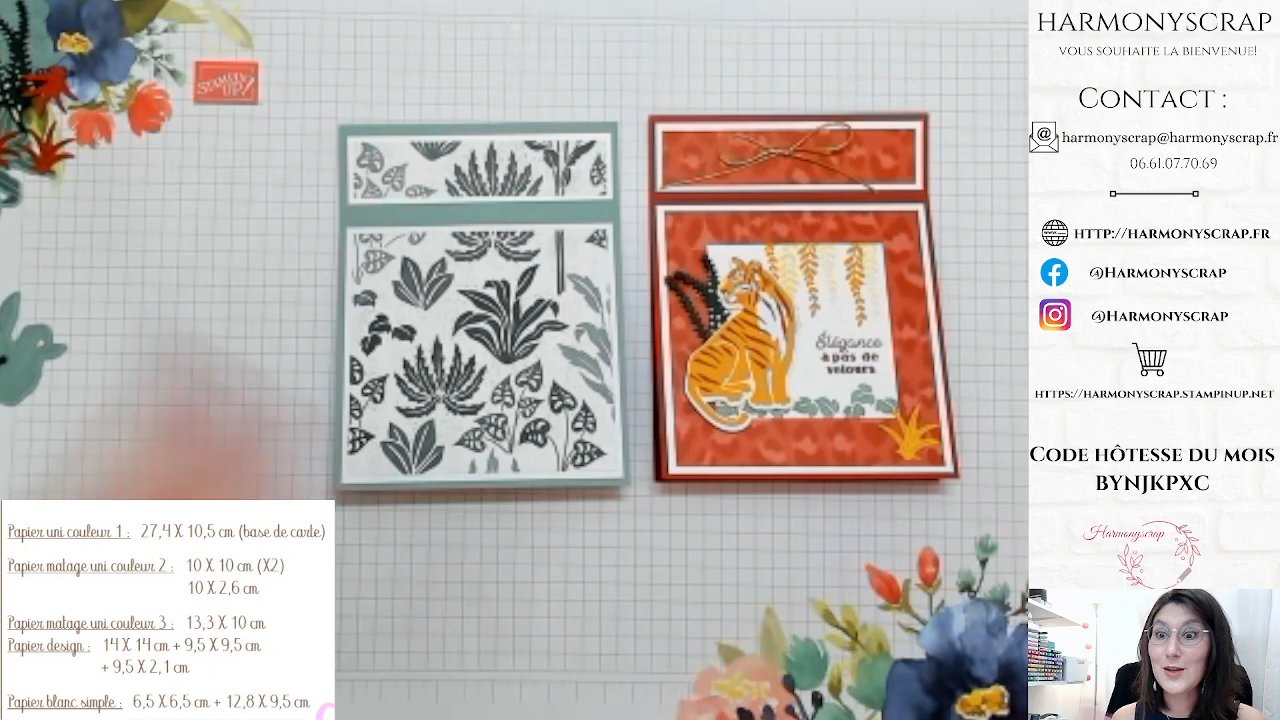 STAMPIN' UP!
Élégance
à pas de
velours
Papier uni couleur 1 : 27,4 X 10,5 cm (base de carte)
Papier matage uni couleur 2 : 10 X 10 cm (X2)
10 X 2,6 cm
Papier matage uni couleur 3 : 13,3 X 10 cm
Papier design : 14 X 14 cm + 9,5 X 9,5 cm
+ 9,5 X 2,1 cm
Papier blanc simple : 6,5 X 6,5 cm + 12,8 X 9,5 cm
HARMONYSCRAP
VOUS SOUHAITE LA BIENVENUE!
CONTACT :
harmonyscrap@harmonyscrap.fr
06.61.07.70.69
HTTP://HARMONYSCRAP.FR
@HARMONYSCRAP
@HARMONYSCRAP
HTTPS://HARMONYSCRAP.STAMPINUP.NET
CODE HÔTESSE DU MOIS
BYNJKPXC
Harmonyscrap